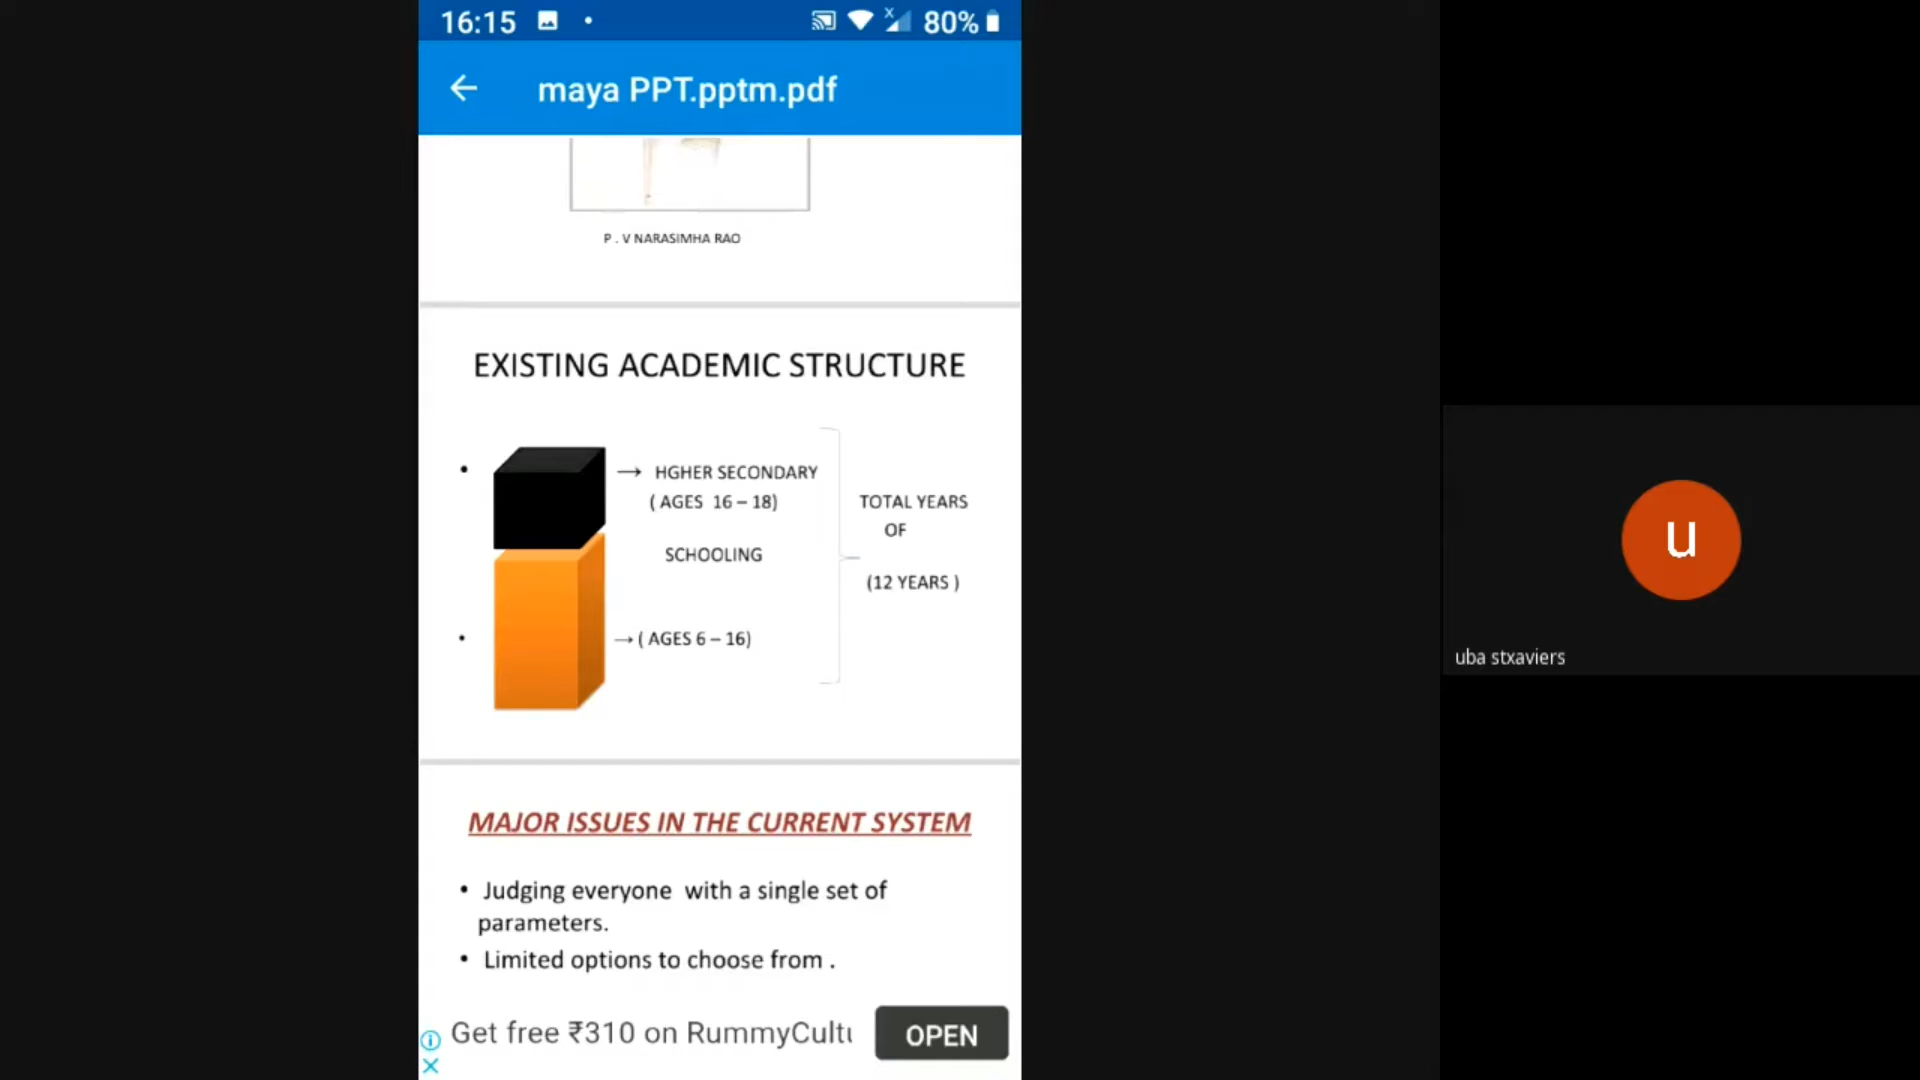 16:15
X
80%
maya PPT.pptm.pdf
P . V NARASIMHA RAO
EXISTING ACADEMIC STRUCTURE
• → HGHER SECONDARY
( AGES 16 – 18)
TOTAL YEARS
OF
SCHOOLING
(12 YEARS )
• → ( AGES 6 – 16)
MAJOR ISSUES IN THE CURRENT SYSTEM
• Judging everyone with a single set of
parameters.
• Limited options to choose from .
Get free ₹310 on RummyCultu
OPEN
u
uba stxaviers